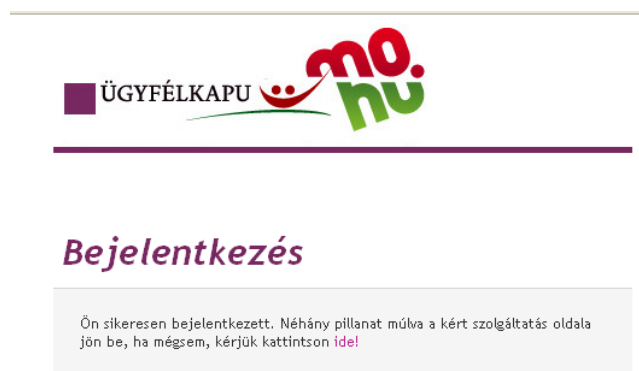 ÜGYFÉLKAPU
mo.
hu
Bejelentkezés
Ön sikeresen bejelentkezett. Néhány pillanat múlva a kért szolgáltatás oldala
jön be, ha mégsem, kérjük kattintson ide!